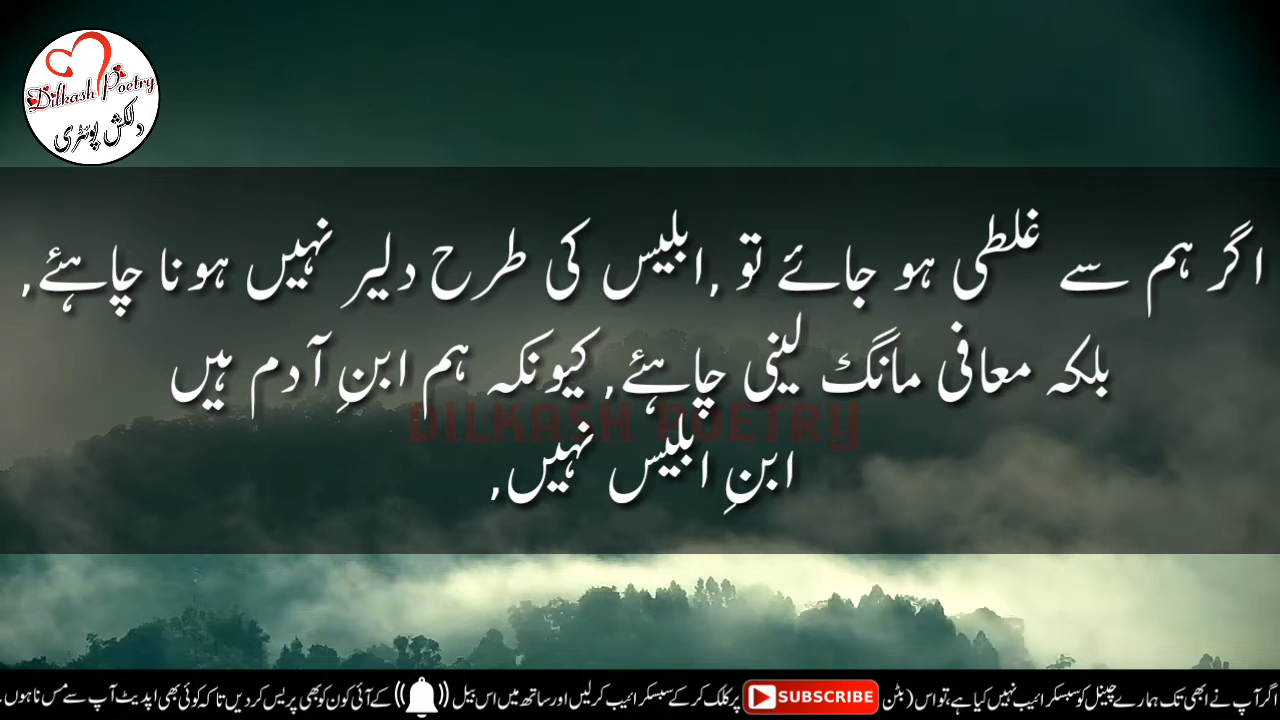 Dilkash Poetry
دلکش پوئٹری
اگر ہم سے غلطی ہو جائے تو ,ابلیس کی طرح دلیر نہیں ہونا چاہئے,
بلکہ معافی مانگ لینی چاہئے, کیونکہ ہم ابنِ آدم ہیں
DILKASH POETRY
ابنِ ابلیس نہیں,
اگر آپ نے ابھی تک ہمارے چینل کو سبسکرائیب نہیں کیا ہے، تو اس (بٹن SUBSCRIBE پر کلک کر کے سبسکرائیب کر لیں اور ساتھ میں اس بیل ((🔔)) کے آئی کون کو بھی پریس کر دیں تا کہ کوئی بھی اپڈیٹ آپ سے مس نا ہوں۔